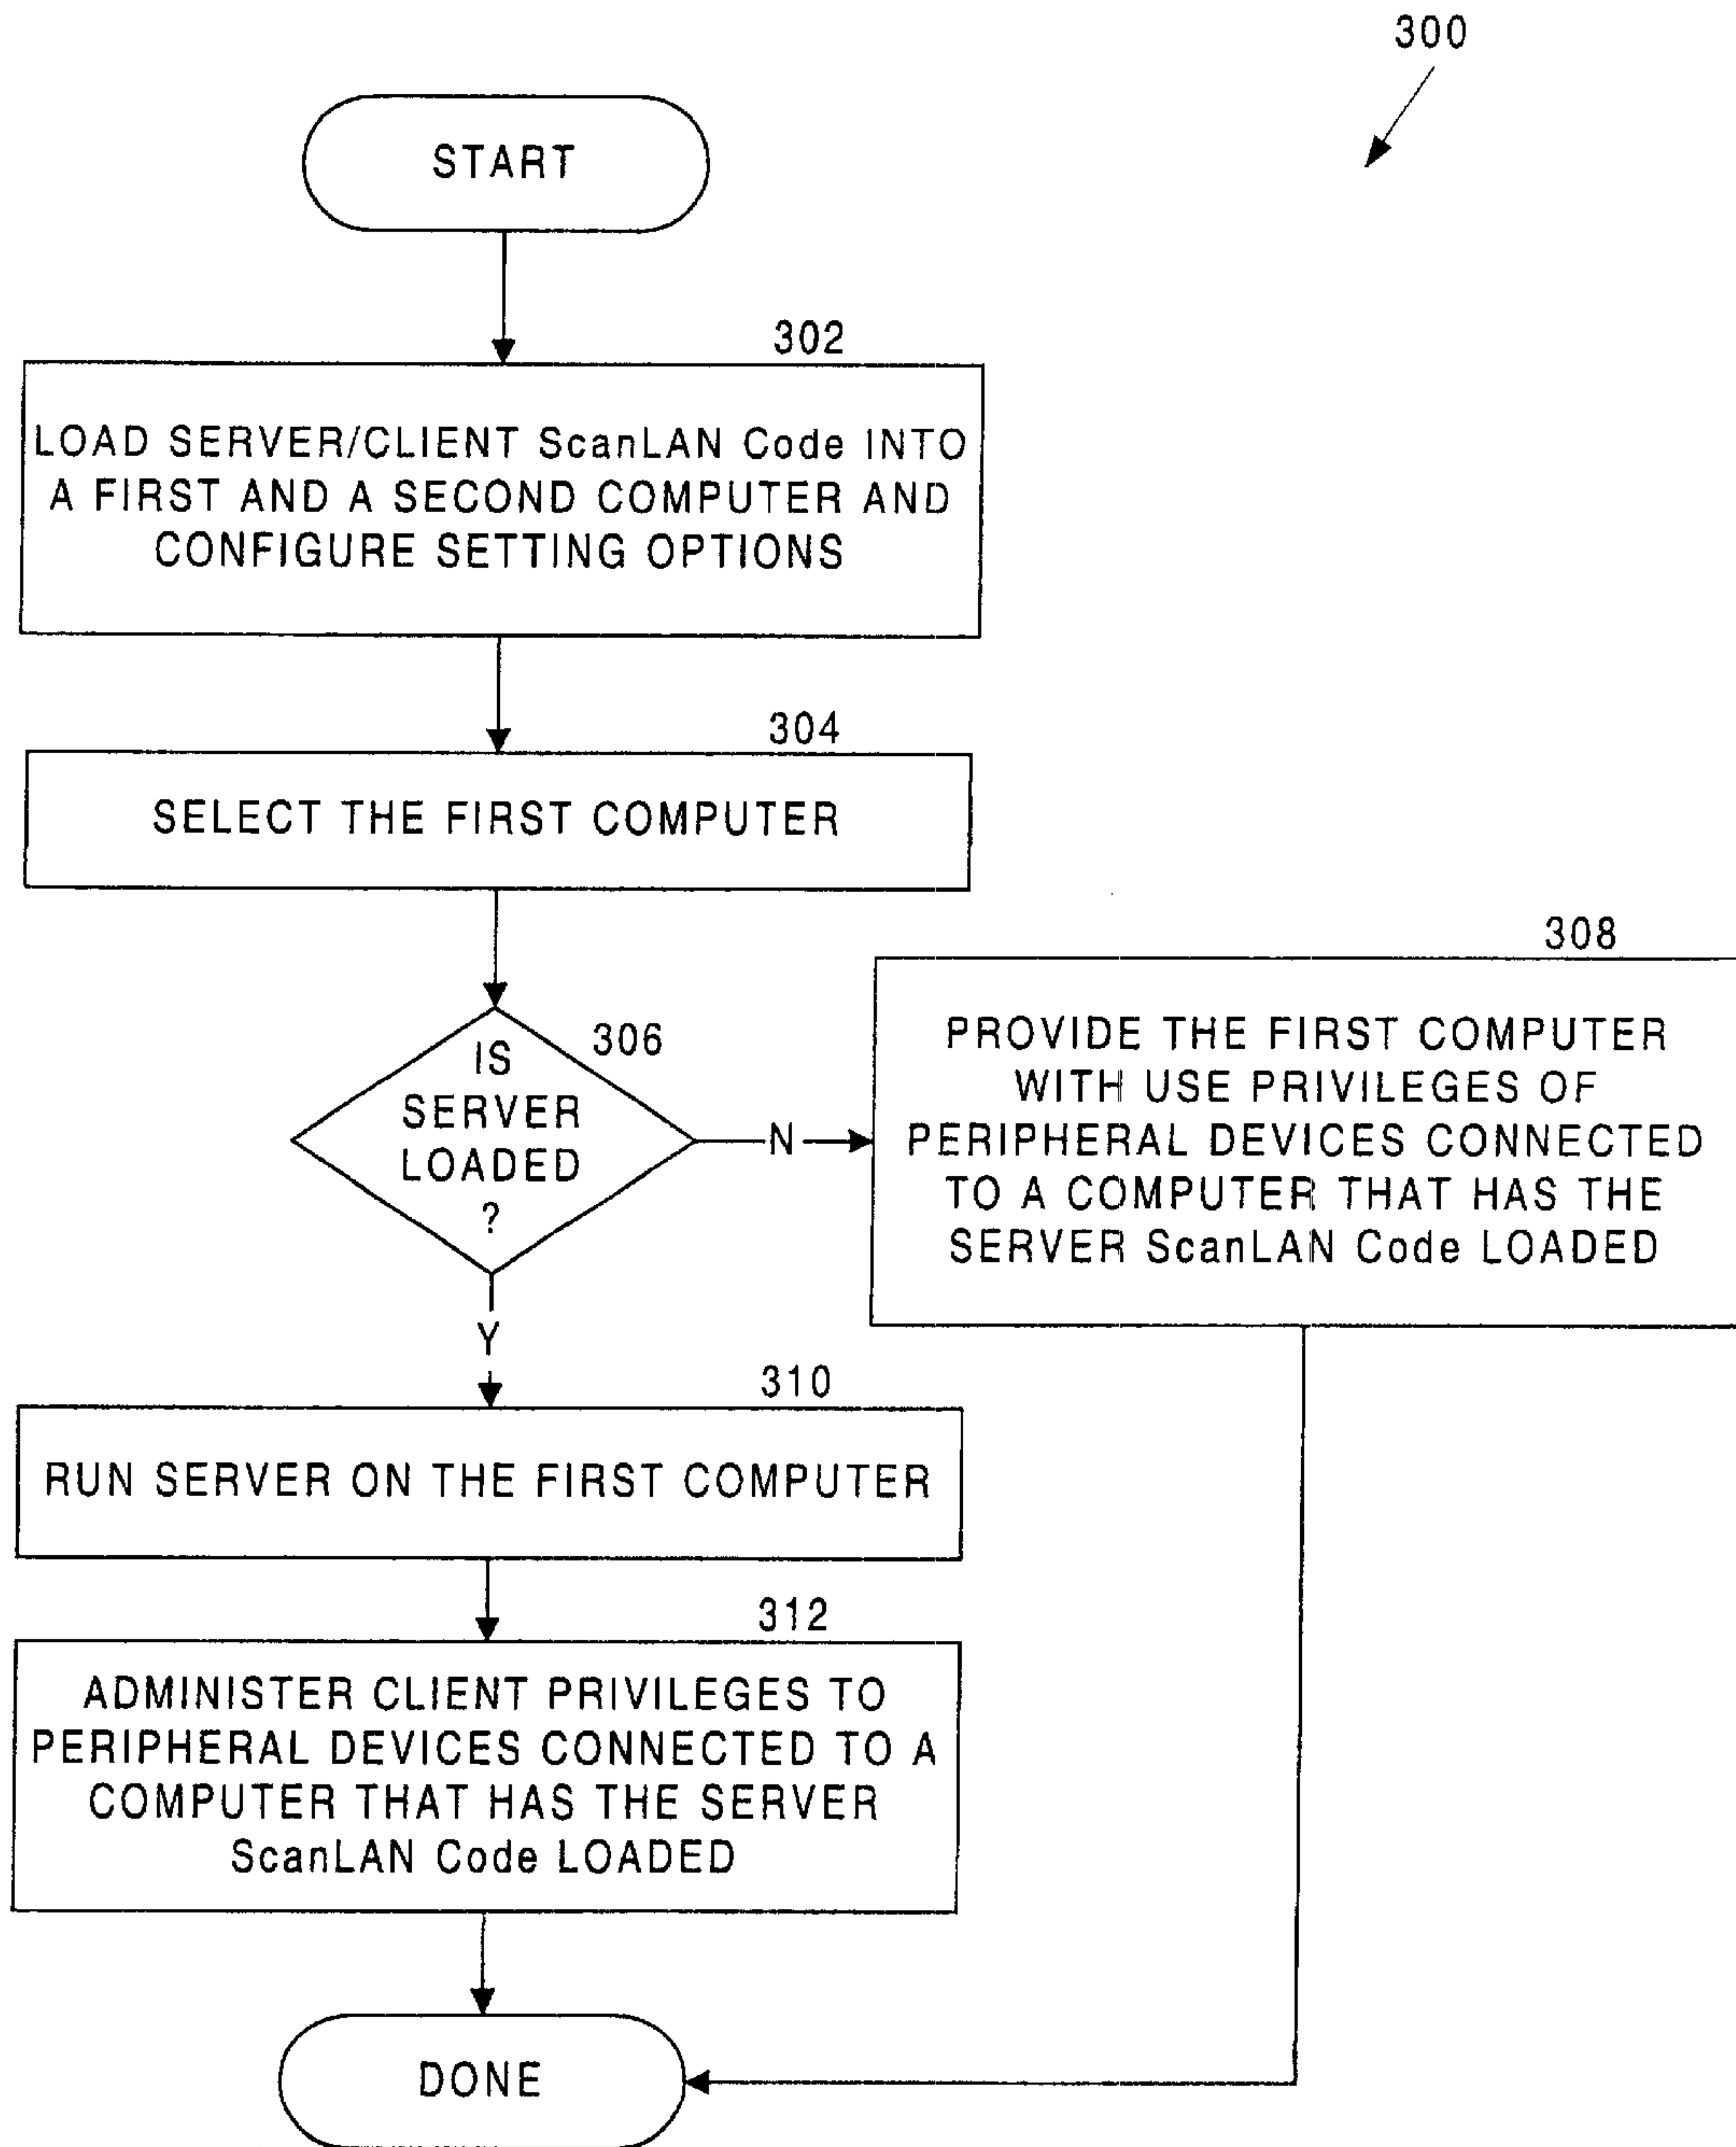 300
START
302
LOAD SERVER/CLIENT ScanLAN Code INTO
A FIRST AND A SECOND COMPUTER AND
CONFIGURE SETTING OPTIONS
304
SELECT THE FIRST COMPUTER
306
IS
SERVER
LOADED
?
N
308
PROVIDE THE FIRST COMPUTER
WITH USE PRIVILEGES OF
PERIPHERAL DEVICES CONNECTED
TO A COMPUTER THAT HAS THE
SERVER ScanLAN Code LOADED
Y
310
RUN SERVER ON THE FIRST COMPUTER
312
ADMINISTER CLIENT PRIVILEGES TO
PERIPHERAL DEVICES CONNECTED TO A
COMPUTER THAT HAS THE SERVER
ScanLAN Code LOADED
DONE